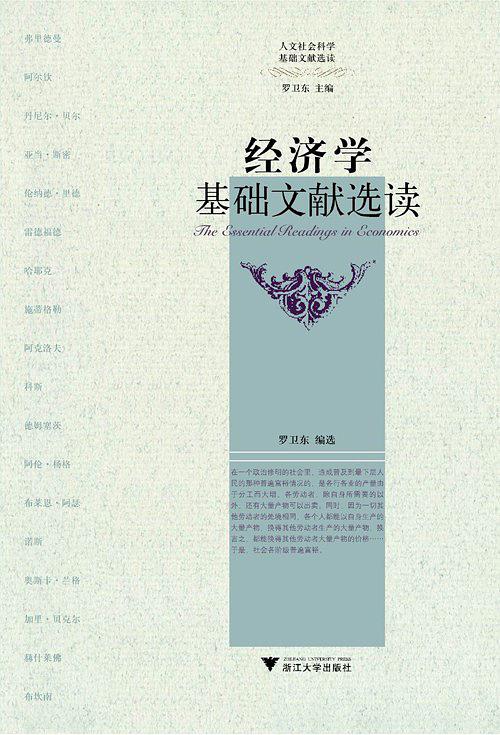 弗里德曼
阿尔钦
丹尼尔·贝尔
亚当·斯密
伦纳德·里德
雷德福德
哈耶克
施蒂格勒
阿克洛夫
科斯
德姆塞茨
阿伦·杨格
布莱恩·阿瑟
诺斯
奥斯卡·兰格
加里·贝克尔
赫什莱佛
布坎南
人文社会科学
基础文献选读
罗卫东 主编
经济学
基础文献选读
The Essential Readings in Economics
罗卫东 编选
在一个政治修明的社会里，造成普及到最下层人
民的那种普遍富裕情况的，是各行各业的产量由
于分工而大增。各劳动者，除自身所需要的以
外，还有大量产物可以出卖；同时，因为一切其
他劳动者的处境相同，各个人都能以自身生产的
大量产物，换得其他劳动者生产的大量产物，换
言之，都能换得其他劳动者大量产物的价格……
于是，社会各阶级普遍富裕。
ZHEJIANG UNIVERSITY PRESS
浙江大学出版社